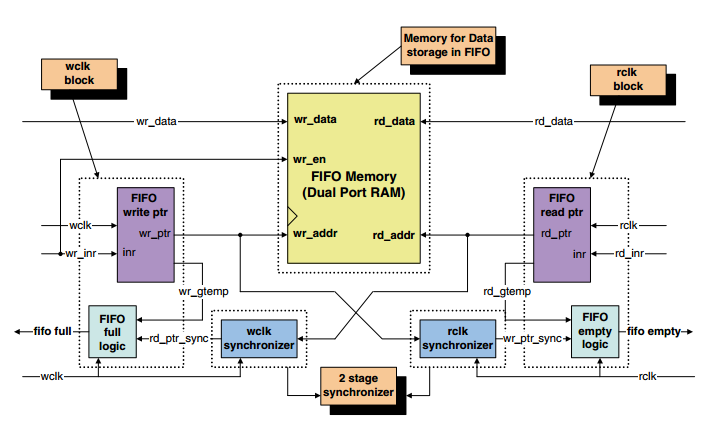 Memory for Data
storage in FIFO
wclk
block
rclk
block
wr_data
wr_data
rd_data
rd_data
wr_en
FIFO Memory
(Dual Port RAM)
FIFO
write ptr
FIFO
read ptr
wclk
wr_ptr
wr_addr
rd_addr
rd_ptr
rclk
wr_inr
inr
inr
rd_inr
wr_gtemp
rd_gtemp
FIFO
full
logic
FIFO
empty
logic
fifo full
rd_ptr_sync
wclk
synchronizer
rclk
synchronizer
wr_ptr_sync
fifo empty
wclk
2 stage
synchronizer
rclk